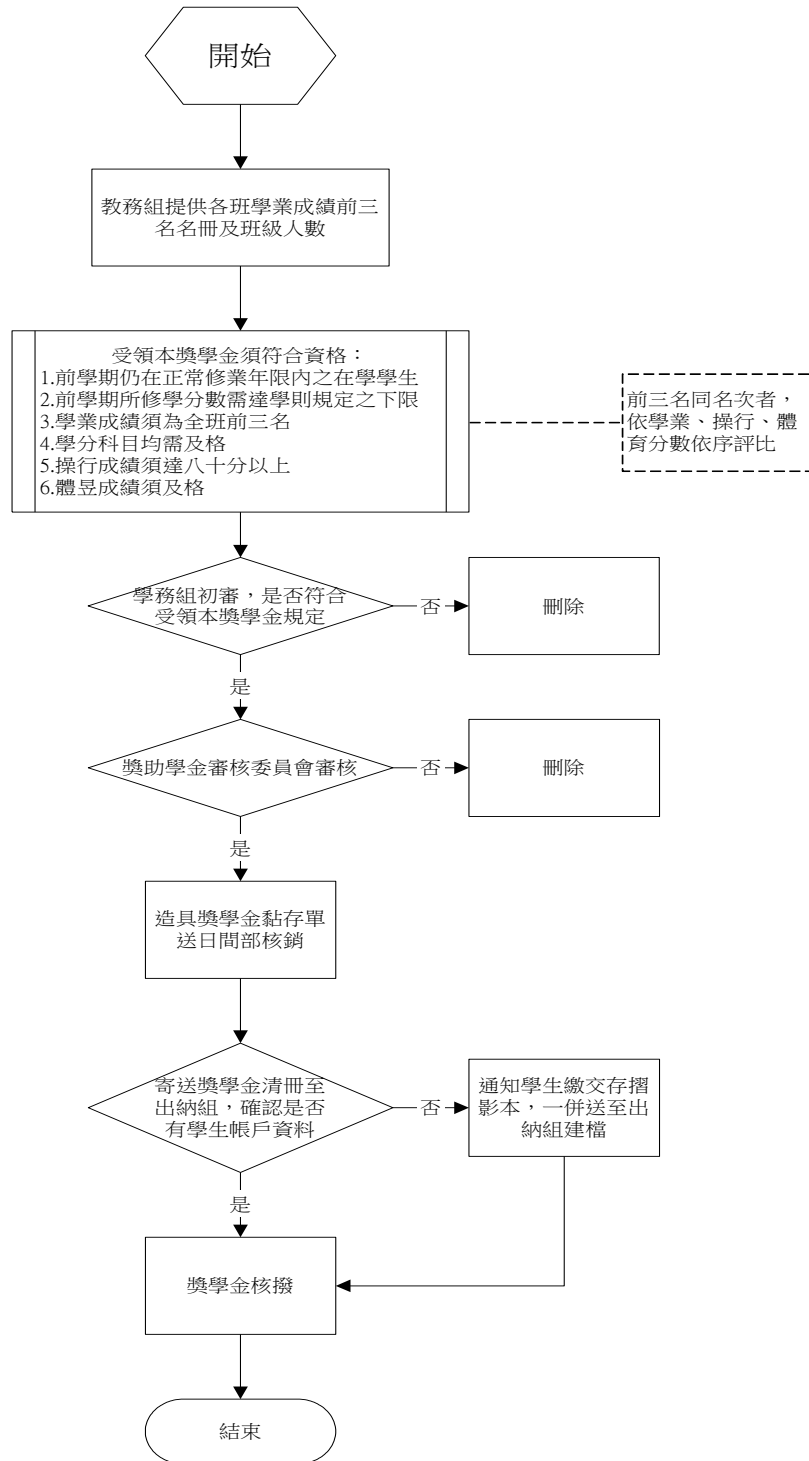 開始
教務組提供各班學業成績前三
名名冊及班級人數
受領本獎學金須符合資格：
1.前學期仍在正常修業年限內之在學學生
2.前學期所修學分數需達學則規定之下限
3.學業成績須為全班前三名
4.學分科目均需及格
5.操行成績須達八十分以上
6.體昱成績須及格
前三名同名次者，
依學業、操行、體
育分數依序評比
學務組初審，是否符合
受領本獎學金規定
否
刪除
是
獎助學金審核委員會審核
否
刪除
是
造具獎學金黏存單
送日間部核銷
寄送獎學金清冊至
出納組，確認是否
有學生帳戶資料
否
通知學生繳交存摺
影本，一併送至出
納組建檔
是
獎學金核撥
結束